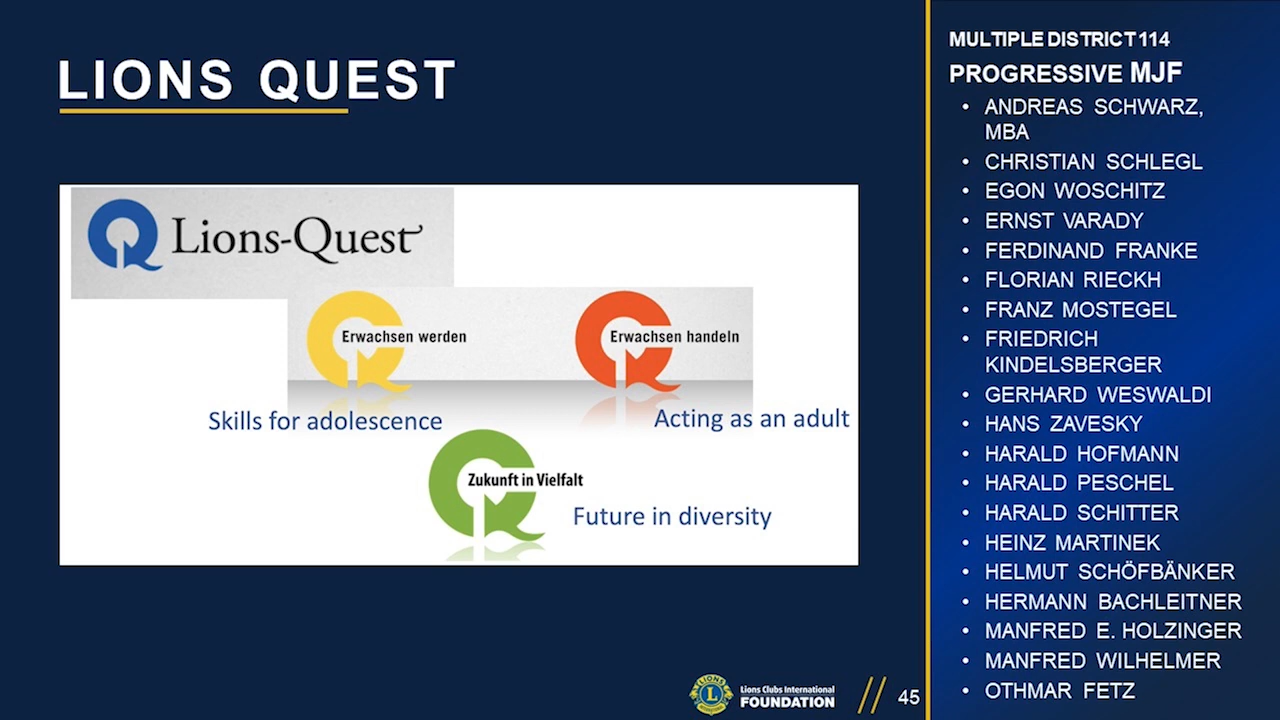 LIONS QUEST
Lions-Quest
Erwachsen werden
Erwachsen handeln
Skills for adolescence
Acting as an adult
Zukunft in Vielfalt
Future in diversity
LIONS
L
Lions Clubs International
FOUNDATION
45
MULTIPLE DISTRICT 114
PROGRESSIVE MJF
• ANDREAS SCHWARZ,
MBA
• CHRISTIAN SCHLEGL
• EGON WOSCHITZ
• ERNST VARADY
• FERDINAND FRANKE
• FLORIAN RIECKH
• FRANZ MOSTEGEL
• FRIEDRICH
KINDELSBERGER
• GERHARD WESWALDI
• HANS ZAVESKY
• HARALD HOFMANN
• HARALD PESCHEL
• HARALD SCHITTER
• HEINZ MARTINEK
• HELMUT SCHÖFBÄNKER
• HERMANN BACHLEITNER
• MANFRED E. HOLZINGER
• MANFRED WILHELMER
• OTHMAR FETZ